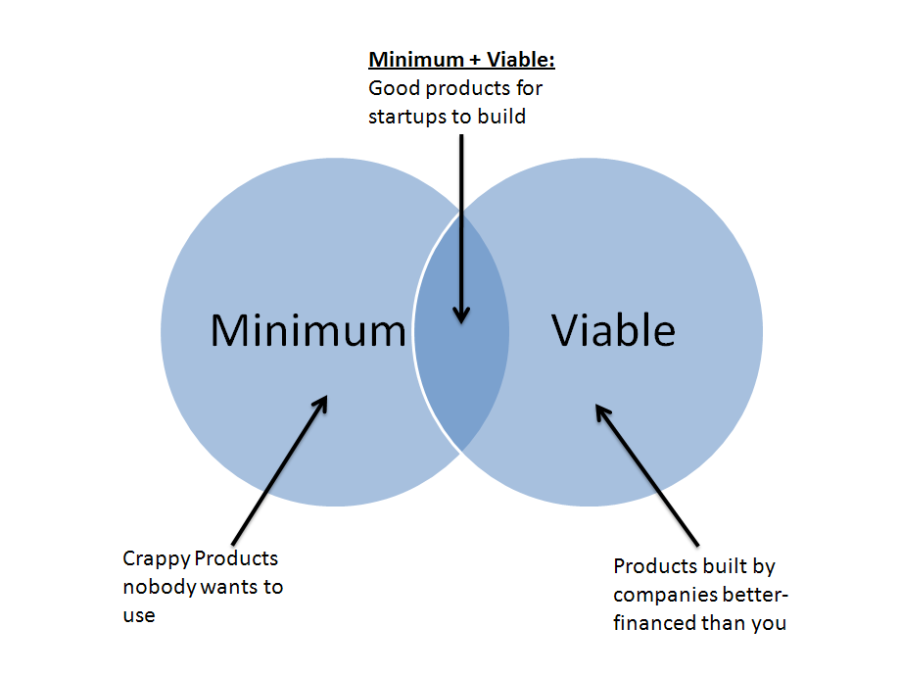 Minimum + Viable:
Good products for
startups to build
Minimum
Viable
Crappy Products
nobody wants to
use
Products built by
companies better-
financed than you